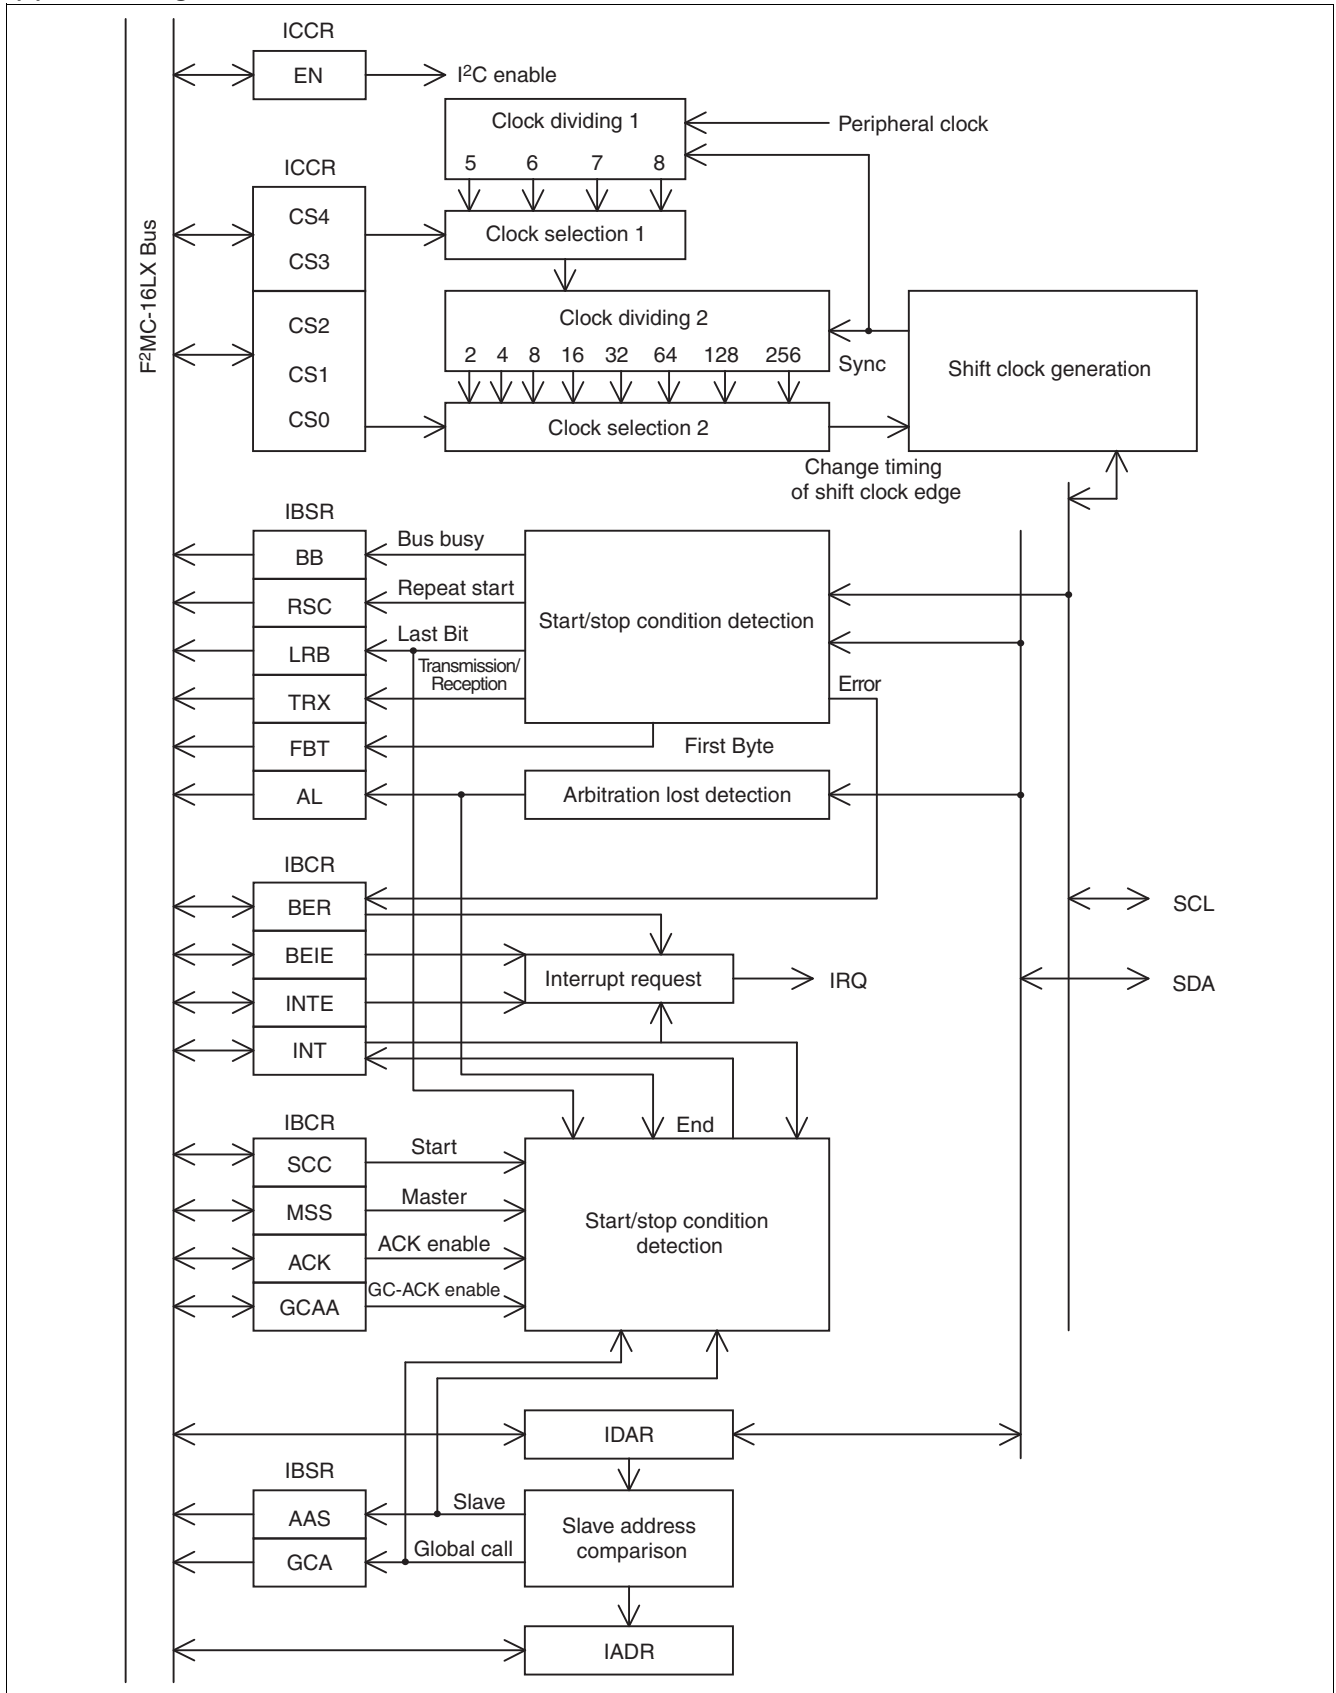 ICCR
EN
I²C enable
Clock dividing 1
Peripheral clock
5 6 7 8
ICCR
CS4
Clock selection 1
CS3
F²MC-16LX Bus
CS2
Clock dividing 2
2 4 8 16 32 64 128 256
Sync
Shift clock generation
CS1
CS0
Clock selection 2
Change timing
of shift clock edge
IBSR
BB
Bus busy
RSC
Repeat start
Start/stop condition detection
LRB
Last Bit
Transmission/
Reception
TRX
Error
FBT
First Byte
AL
Arbitration lost detection
IBCR
BER
SCL
BEIE
Interrupt request
IRQ
SDA
INTE
INT
End
IBCR
SCC
Start
MSS
Master
Start/stop condition
detection
ACK
ACK enable
GCAA
GC-ACK enable
IDAR
IBSR
AAS
Slave
Slave address
comparison
GCA
Global call
IADR